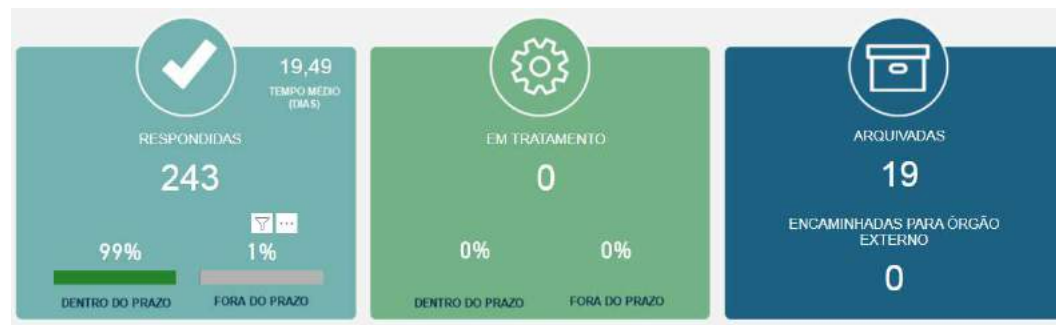 19,49
TEMPO MÉDIO
(DIAS)
RESPONDIDAS
243
99%
1%
DENTRO DO PRAZO
FORA DO PRAZO
EM TRATAMENTO
0
0%
0%
DENTRO DO PRAZO
FORA DO PRAZO
ARQUIVADAS
19
ENCAMINHADAS PARA ÓRGÃO
EXTERNO
0